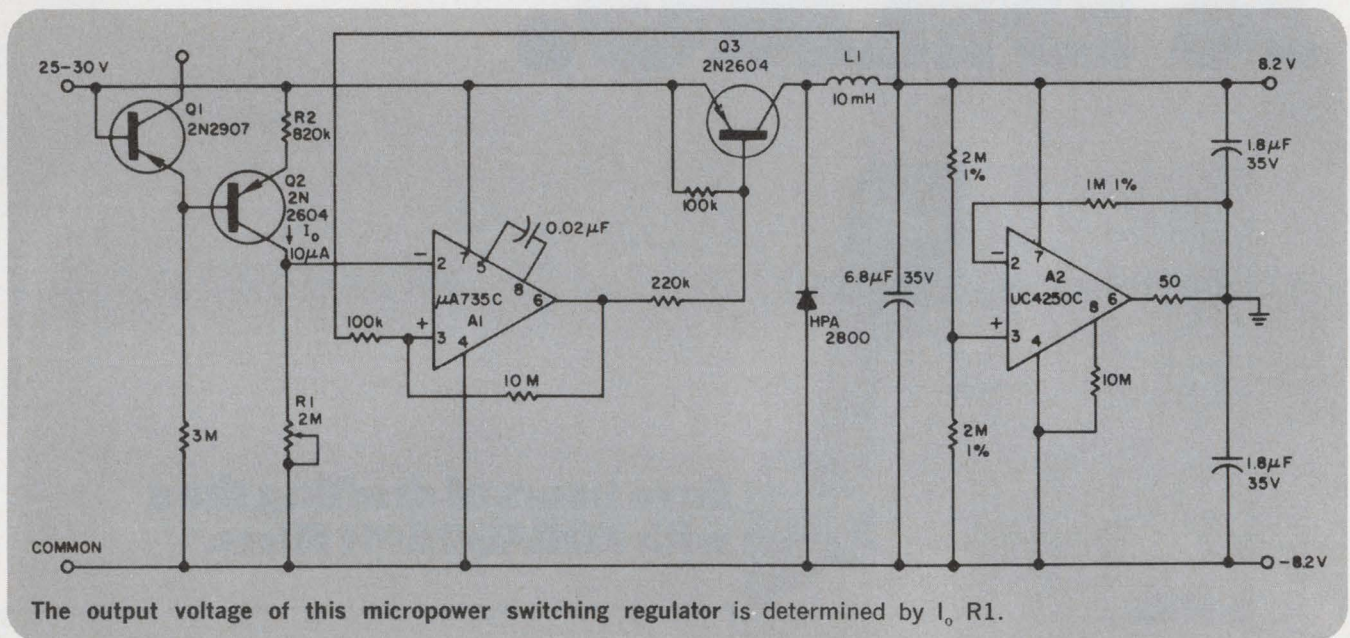 25–30 V
Q1
2N2907
R2
820k
Q2
2N
2604
I₀
10μA
3M
R1
2M
COMMON
0.02μF
–
2
7
5
8
μA735C
A1
6
+
3
4
100k
10 M
220k
100k
Q3
2N2604
L1
10 mH
HPA
2800
6.8μF 35V
2M
1%
2M
1%
1M 1%
–
2
7
A2
UC4250C
8
6
+
3
4
10M
50
8.2 V
1.8μF
35V
1.8μF
35V
–8.2 V
The output voltage of this micropower switching regulator is determined by I₀ R1.